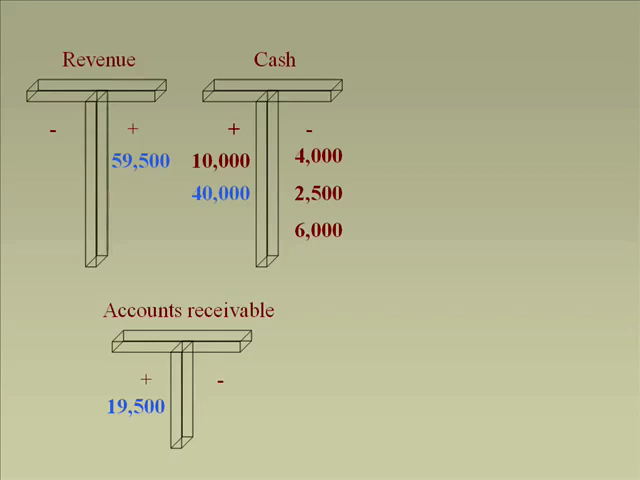 Revenue
Cash
- + + -
59,500 10,000 4,000
40,000 2,500
6,000
Accounts receivable
+ -
19,500